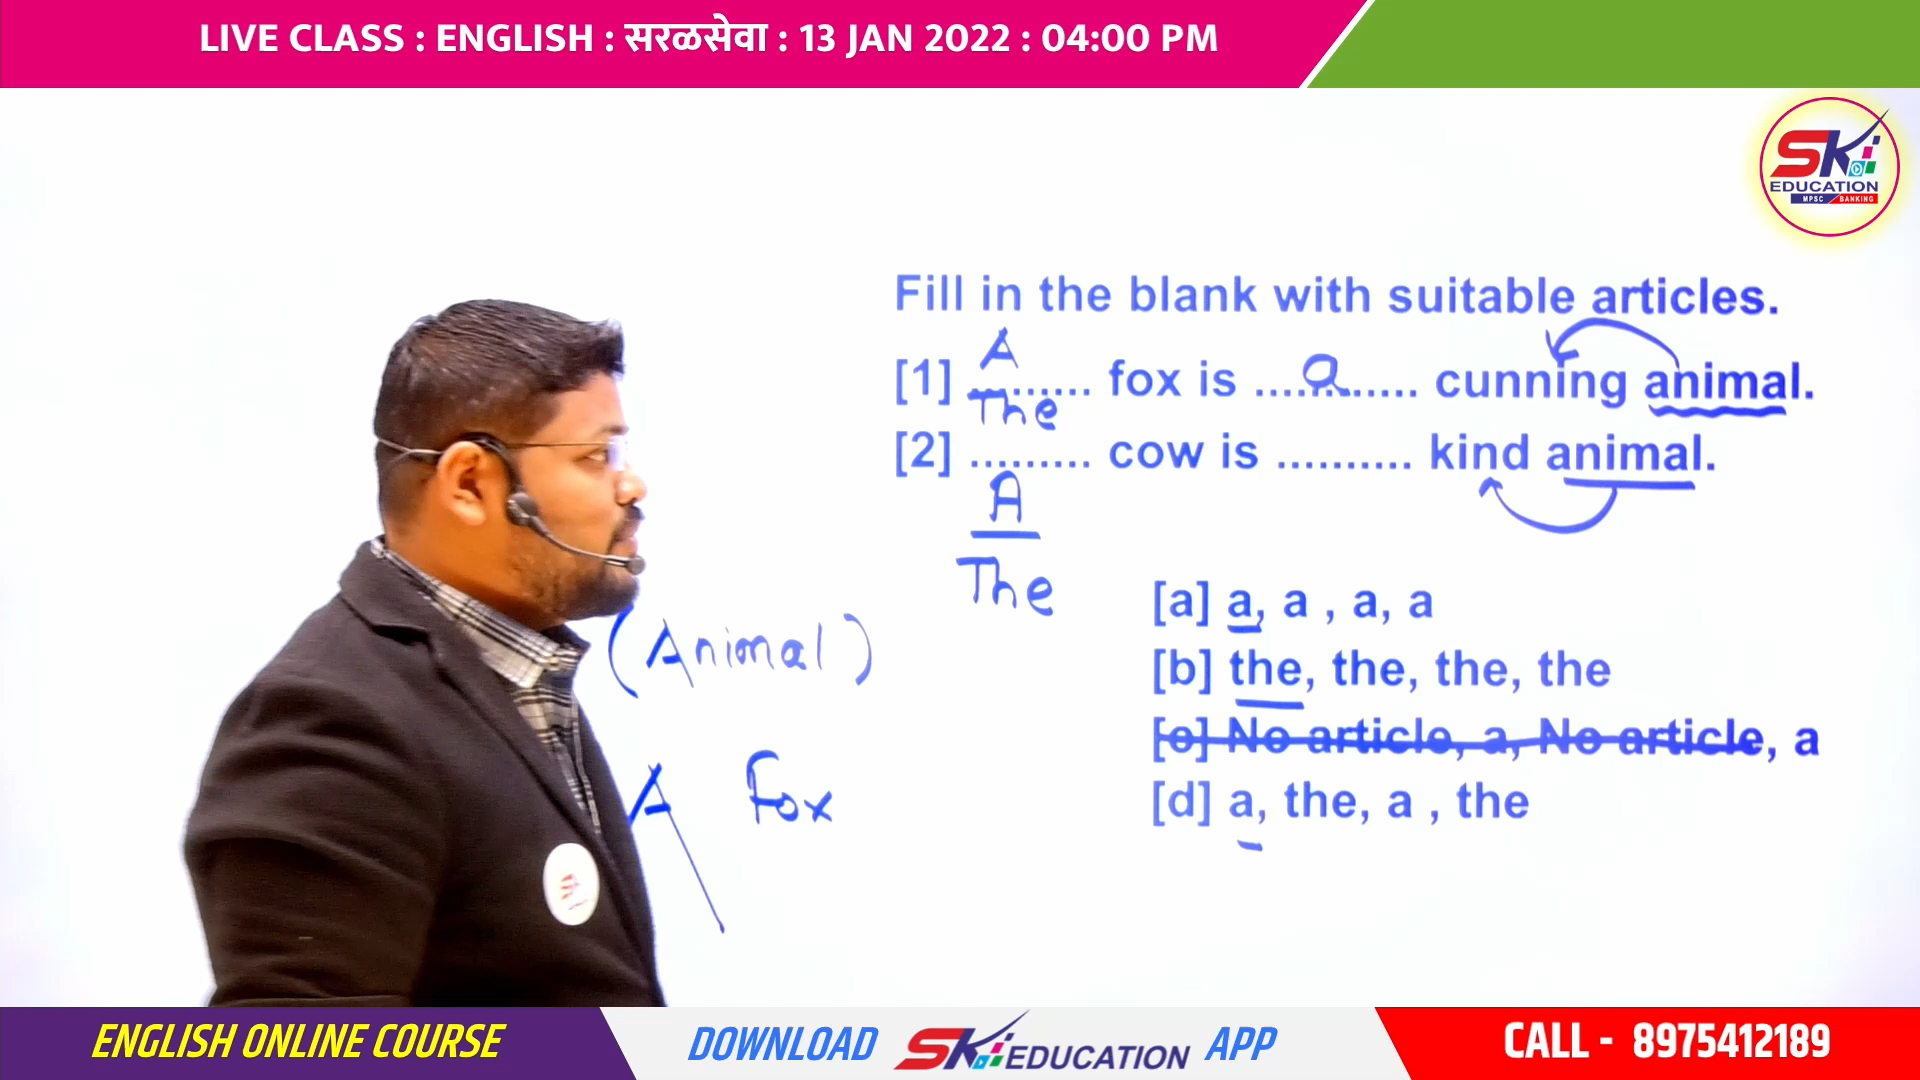 LIVE CLASS : ENGLISH : सरळसेवा : 13 JAN 2022 : 04:00 PM
SK
EDUCATION
MPSC BANKING
Fill in the blank with suitable articles.
A
[1] ......... fox is ....a....... cunning animal.
The
[2] ......... cow is .......... kind animal.
A
The
[a] a, a , a, a
(Animal)
[b] the, the, the, the
[c] No article, a, No article, a
A Fox
[d] a, the, a , the
ENGLISH ONLINE COURSE
DOWNLOAD SK EDUCATION APP
CALL - 8975412189